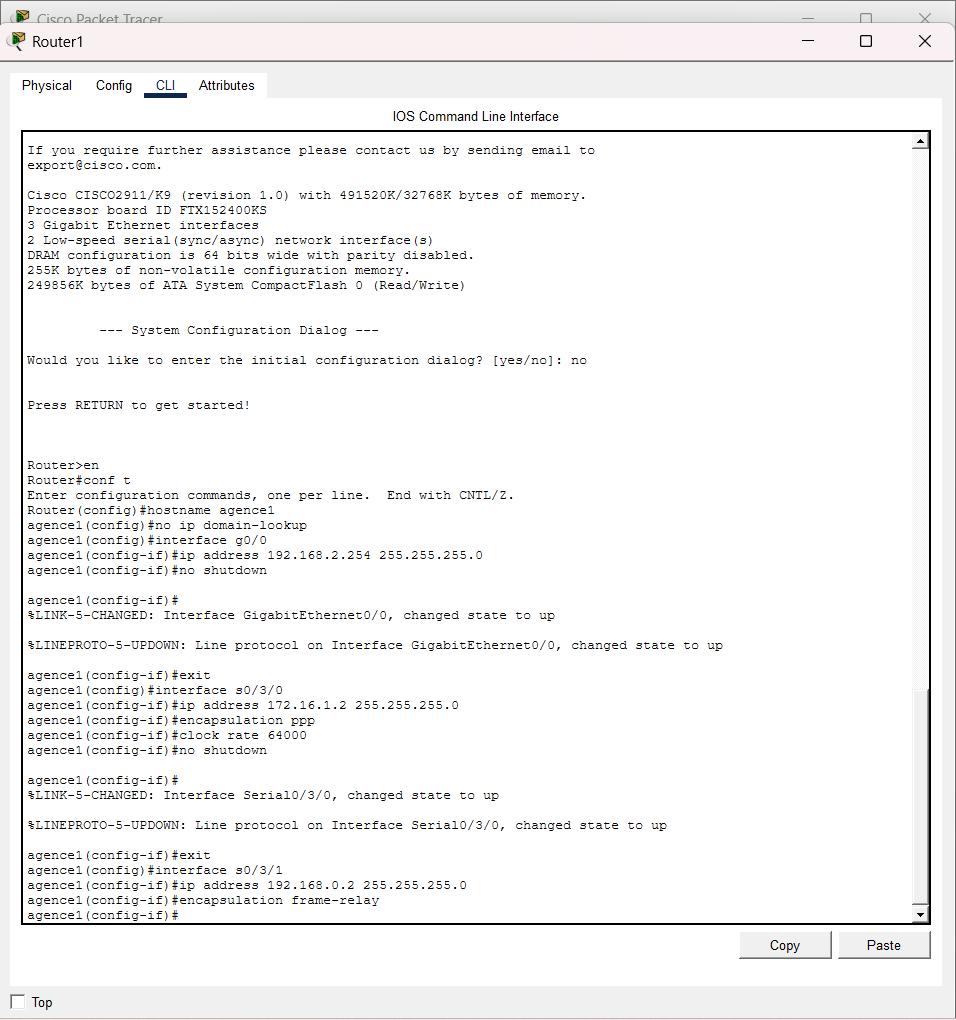 Cisco Packet Tracer
Router1
Physical Config CLI Attributes
IOS Command Line Interface
If you require further assistance please contact us by sending email to
export@cisco.com.
Cisco CISCO2911/K9 (revision 1.0) with 491520K/32768K bytes of memory.
Processor board ID FTX152400KS
3 Gigabit Ethernet interfaces
2 Low-speed serial(sync/async) network interface(s)
DRAM configuration is 64 bits wide with parity disabled.
255K bytes of non-volatile configuration memory.
249856K bytes of ATA System CompactFlash 0 (Read/Write)
--- System Configuration Dialog ---
Would you like to enter the initial configuration dialog? [yes/no]: no
Press RETURN to get started!
Router>en
Router#conf t
Enter configuration commands, one per line.  End with CNTL/Z.
Router(config)#hostname agence1
agence1(config)#no ip domain-lookup
agence1(config)#interface g0/0
agence1(config-if)#ip address 192.168.2.254 255.255.255.0
agence1(config-if)#no shutdown
agence1(config-if)#
%LINK-5-CHANGED: Interface GigabitEthernet0/0, changed state to up
%LINEPROTO-5-UPDOWN: Line protocol on Interface GigabitEthernet0/0, changed state to up
agence1(config-if)#exit
agence1(config)#interface s0/3/0
agence1(config-if)#ip address 172.16.1.2 255.255.255.0
agence1(config-if)#encapsulation ppp
agence1(config-if)#clock rate 64000
agence1(config-if)#no shutdown
agence1(config-if)#
%LINK-5-CHANGED: Interface Serial0/3/0, changed state to up
%LINEPROTO-5-UPDOWN: Line protocol on Interface Serial0/3/0, changed state to up
agence1(config-if)#exit
agence1(config)#interface s0/3/1
agence1(config-if)#ip address 192.168.0.2 255.255.255.0
agence1(config-if)#encapsulation frame-relay
agence1(config-if)#
Copy Paste
Top